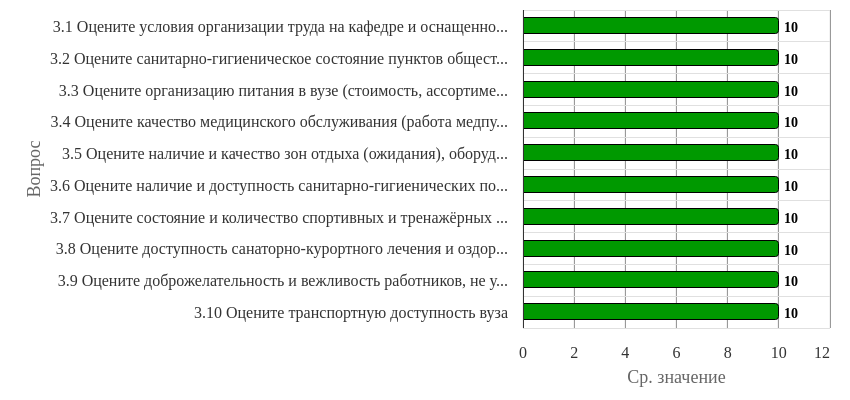 3.1 Оцените условия организации труда на кафедре и оснащенно... 10
3.2 Оцените санитарно-гигиеническое состояние пунктов общест... 10
3.3 Оцените организацию питания в вузе (стоимость, ассортиме... 10
3.4 Оцените качество медицинского обслуживания (работа медпу... 10
3.5 Оцените наличие и качество зон отдыха (ожидания), оборуд... 10
3.6 Оцените наличие и доступность санитарно-гигиенических по... 10
3.7 Оцените состояние и количество спортивных и тренажёрных ... 10
3.8 Оцените доступность санаторно-курортного лечения и оздор... 10
3.9 Оцените доброжелательность и вежливость работников, не у... 10
3.10 Оцените транспортную доступность вуза 10
Вопрос
0 2 4 6 8 10 12
Ср. значение